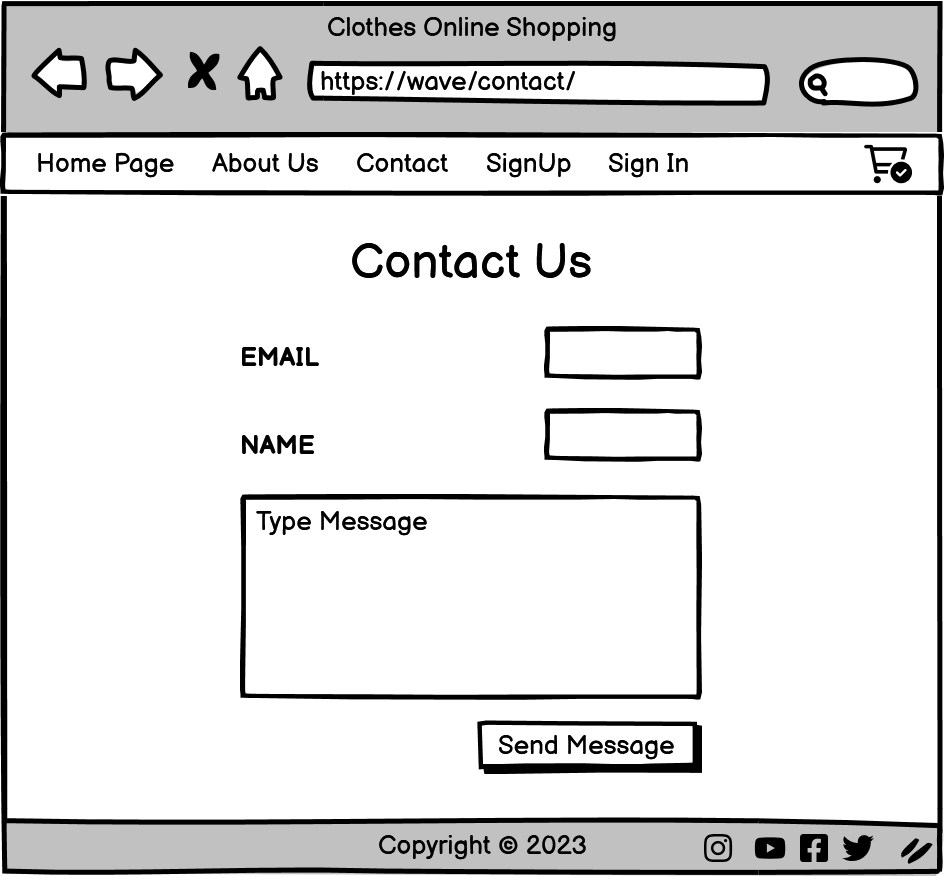 Clothes Online Shopping
https://wave/contact/
Home Page About Us Contact SignUp Sign In
Contact Us
EMAIL
NAME
Type Message
Send Message
Copyright © 2023